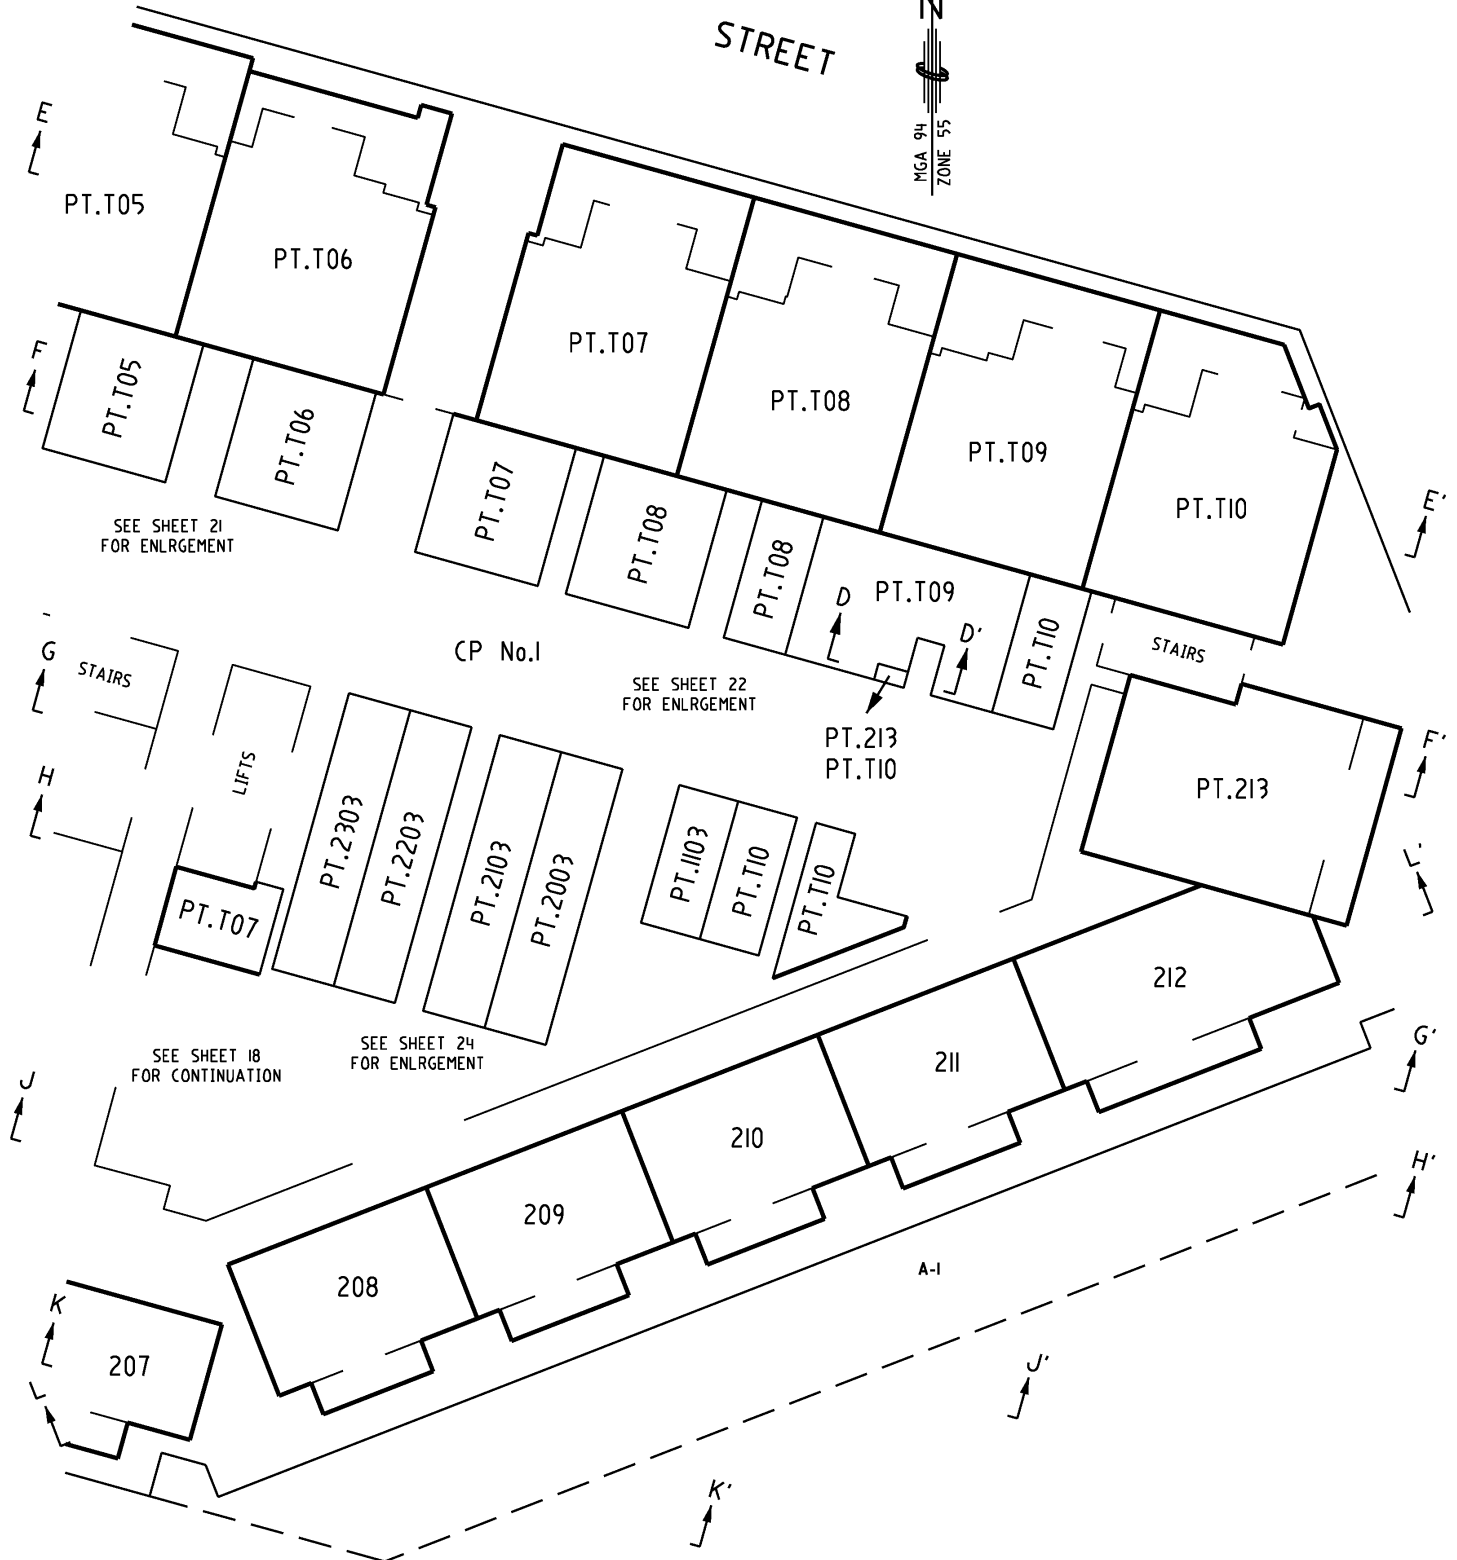 STREET
N
MGA 94
ZONE 55
E
PT.T05
PT.T06
PT.T07
PT.T08
PT.T09
PT.T10
F
PT.T05
PT.T06
PT.T07
PT.T08
PT.T08
PT.T09
D
D'
PT.T10
STAIRS
E'
SEE SHEET 21
FOR ENLRGEMENT
CP No.1
G
STAIRS
SEE SHEET 22
FOR ENLRGEMENT
PT.213
PT.T10
PT.213
F'
H
LIFTS
PT.2303
PT.2203
PT.2103
PT.2003
PT.1103
PT.T10
PT.T10
L'
PT.T07
212
SEE SHEET 18
FOR CONTINUATION
SEE SHEET 24
FOR ENLRGEMENT
211
G'
J
210
H'
209
208
A-1
K
207
L
J'
K'